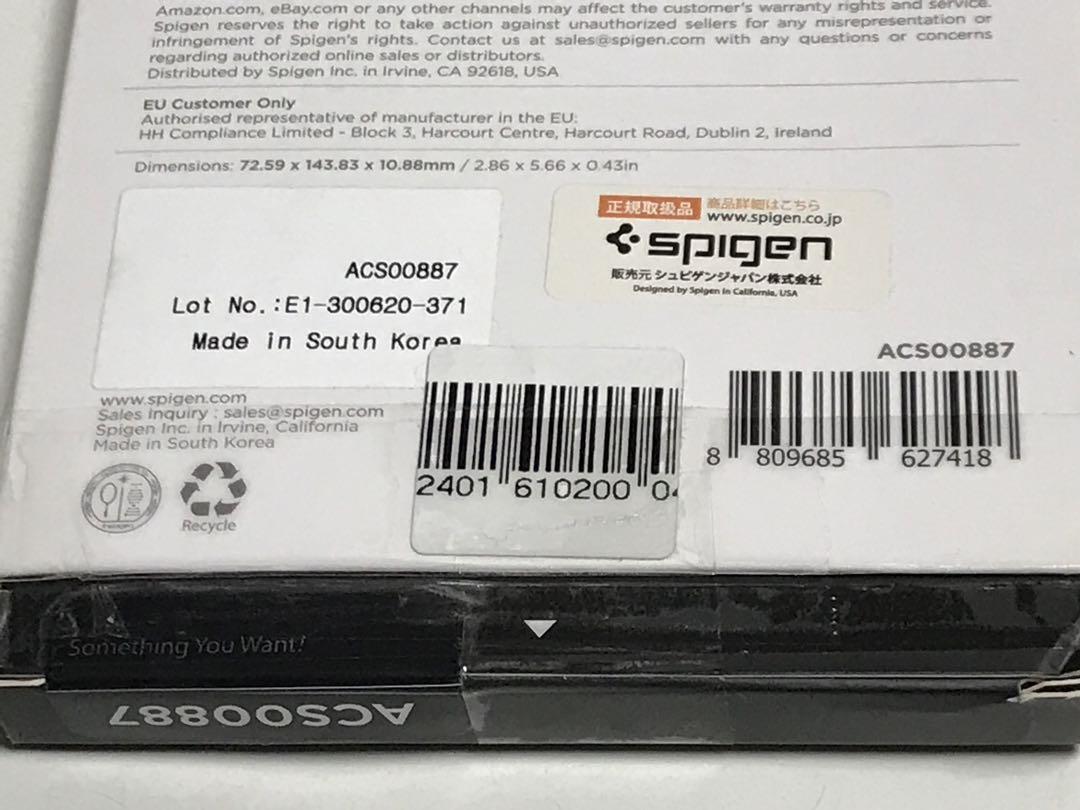 Amazon.com, eBay.com or any other channels may affect the customer's warranty rights and service.
Spigen reserves the right to take action against unauthorized sellers for any misrepresentation or
infringement of Spigen's rights. Contact us at sales@spigen.com with any questions or concerns
regarding authorized online sales or distributors.
Distributed by Spigen Inc. in Irvine, CA 92618, USA
EU Customer Only
Authorised representative of manufacturer in the EU:
HH Compliance Limited - Block 3, Harcourt Centre, Harcourt Road, Dublin 2, Ireland
Dimensions: 72.59 x 143.83 x 10.88mm / 2.86 x 5.66 x 0.43in
正規取扱品 商品詳細はこちら
www.spigen.co.jp
spigen
販売元 シュピゲンジャパン株式会社
Designed by Spigen in California, USA
ACS00887
Lot No.:E1-300620-371
Made in South Korea
ACS00887
8 809685 627418
www.spigen.com
Sales Inquiry : sales@spigen.com
Spigen Inc. in Irvine, California
Made in South Korea
Recycle
2401 610200 0
Something You Want!
ACS00887